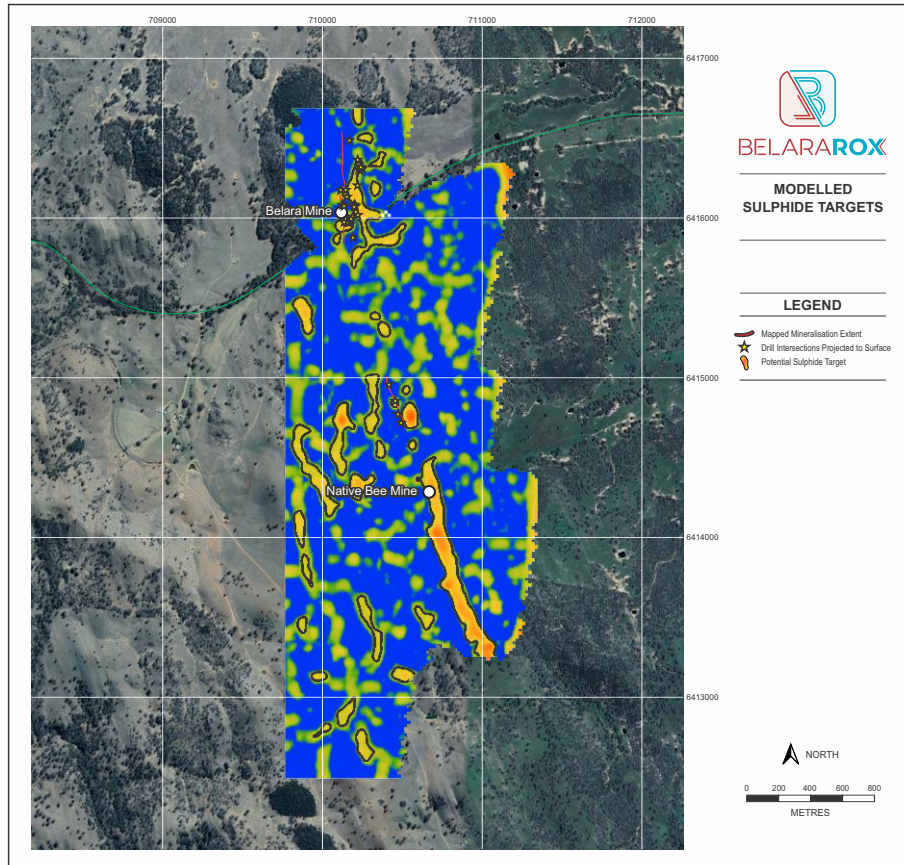 709000
710000
711000
712000
6417000
BELARAROX
MODELLED
SULPHIDE TARGETS
Belara Mine
6416000
LEGEND
Mapped Mineralisation Extent
Drill Intersections Projected to Surface
Potential Sulphide Target
6415000
Native Bee Mine
6414000
6413000
NORTH
0 200 400 600 800
METRES